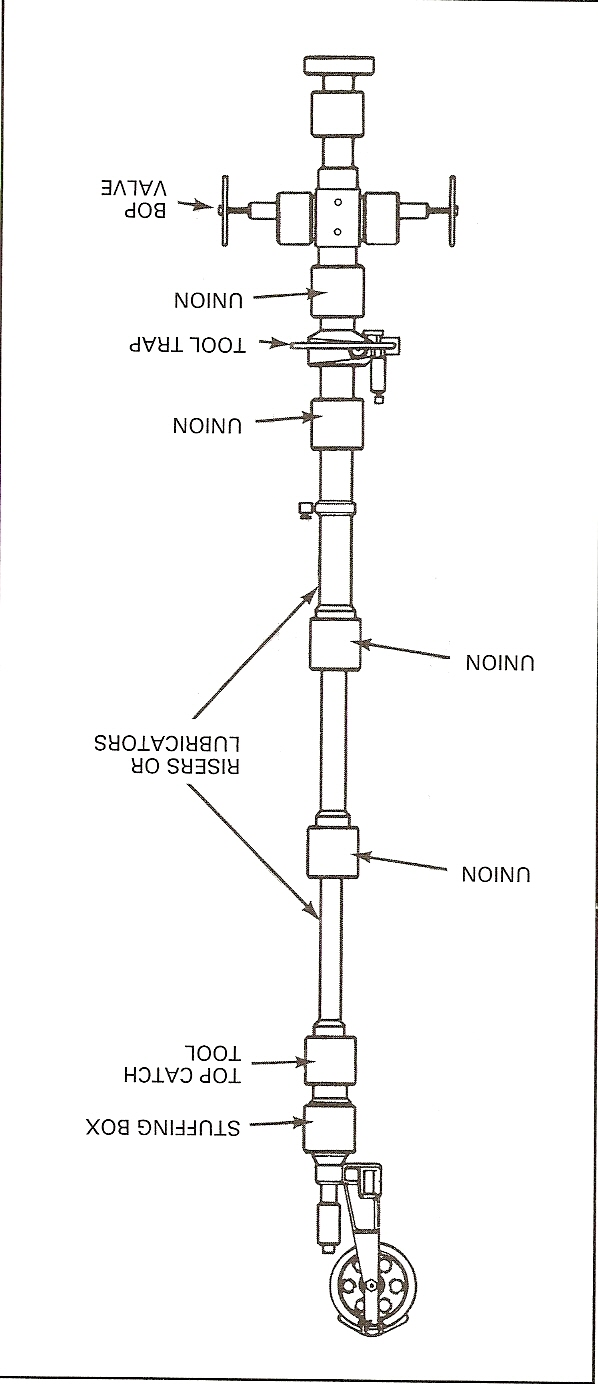 STUFFING BOX
TOP CATCH
TOOL
UNION
RISERS OR
LUBRICATORS
UNION
UNION
TOOL TRAP
UNION
BOP
VALVE